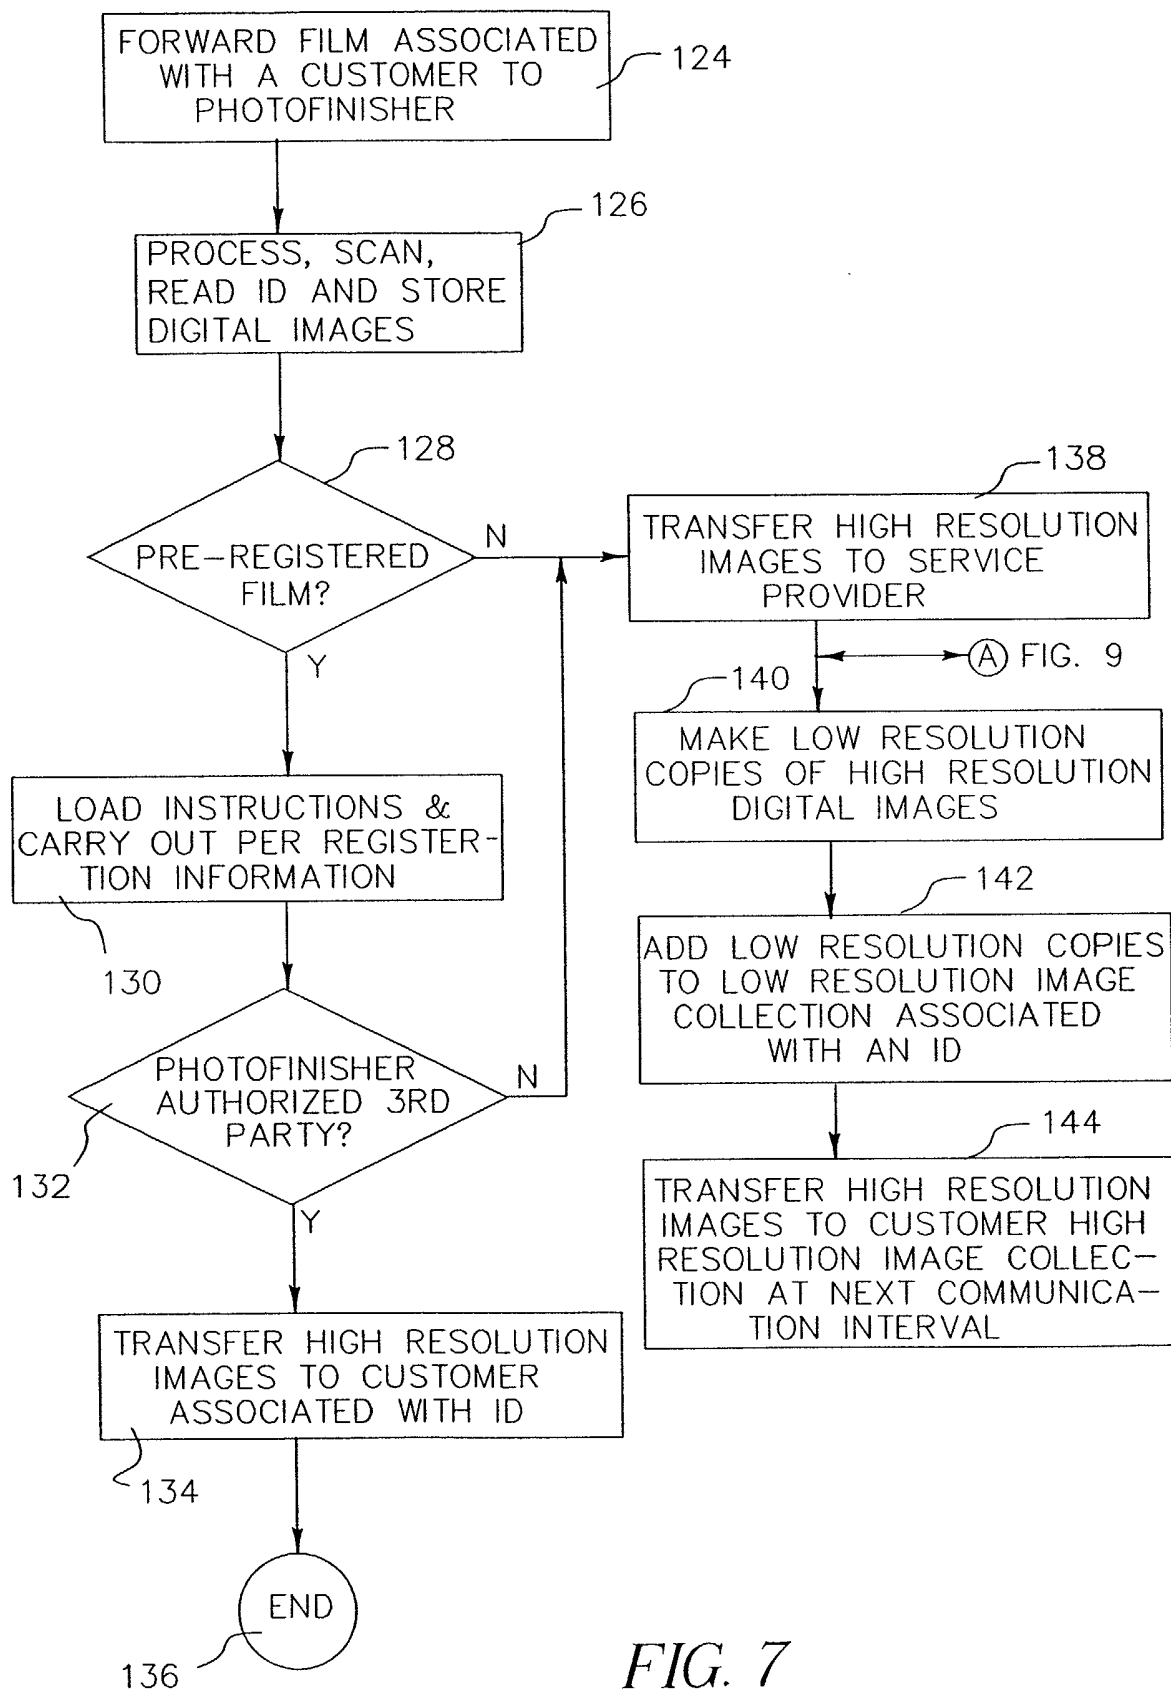 FORWARD FILM ASSOCIATED
WITH A CUSTOMER TO
PHOTOFINISHER
124
126
PROCESS, SCAN,
READ ID AND STORE
DIGITAL IMAGES
128
PRE-REGISTERED
FILM?
N
Y
LOAD INSTRUCTIONS &
CARRY OUT PER REGISTER-
TION INFORMATION
130
PHOTOFINISHER
AUTHORIZED 3RD
PARTY?
N
132
Y
TRANSFER HIGH RESOLUTION
IMAGES TO CUSTOMER
ASSOCIATED WITH ID
134
END
136
138
TRANSFER HIGH RESOLUTION
IMAGES TO SERVICE
PROVIDER
A FIG. 9
140
MAKE LOW RESOLUTION
COPIES OF HIGH RESOLUTION
DIGITAL IMAGES
142
ADD LOW RESOLUTION COPIES
TO LOW RESOLUTION IMAGE
COLLECTION ASSOCIATED
WITH AN ID
144
TRANSFER HIGH RESOLUTION
IMAGES TO CUSTOMER HIGH
RESOLUTION IMAGE COLLEC-
TION AT NEXT COMMUNICA-
TION INTERVAL
FIG. 7